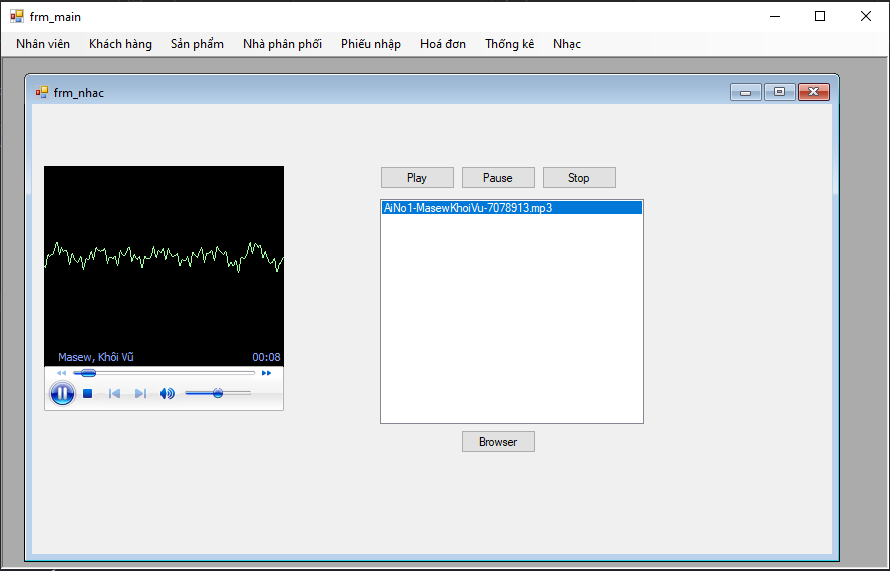 frm_main
Nhân viên Khách hàng Sản phẩm Nhà phân phối Phiếu nhập Hoá đơn Thống kê Nhạc
frm_nhac
Play Pause Stop
AiNo1-MasewKhoiVu-7078913.mp3
Masew, Khôi Vũ 00:08
Browser